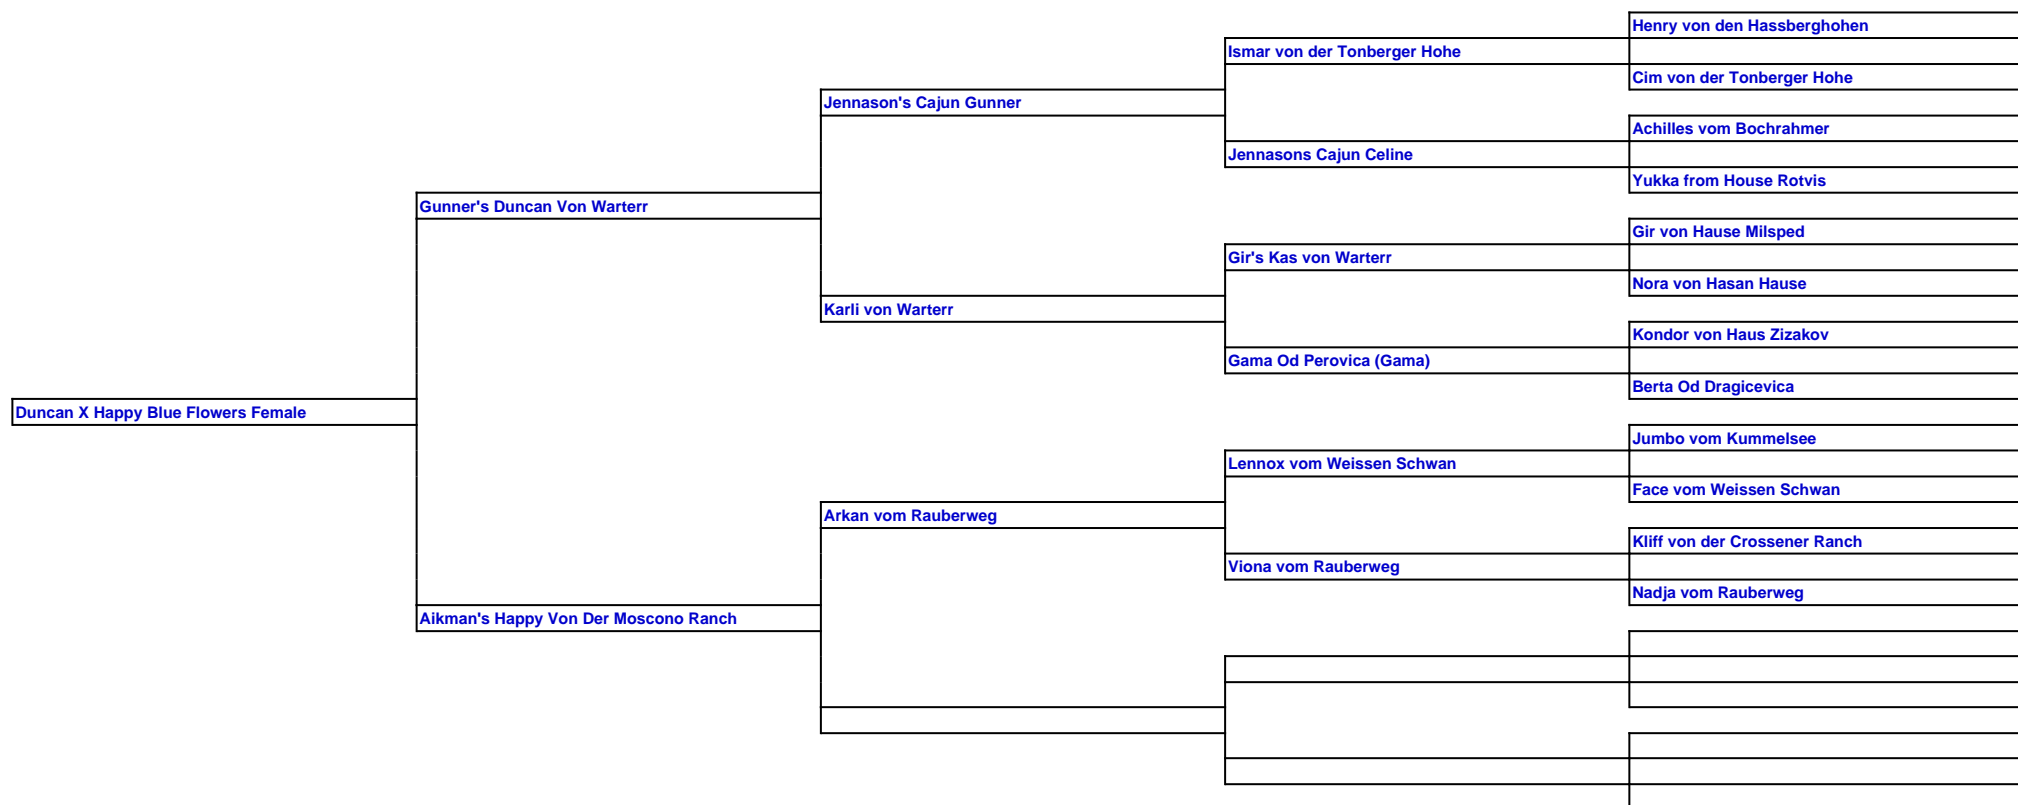 Henry von den Hassberghohen
Ismar von der Tonberger Hohe
Cim von der Tonberger Hohe
Jennason's Cajun Gunner
Achilles vom Bochrahmer
Jennasons Cajun Celine
Yukka from House Rotvis
Gunner's Duncan Von Warterr
Gir von Hause Milsped
Gir's Kas von Warterr
Nora von Hasan Hause
Karli von Warterr
Kondor von Haus Zizakov
Gama Od Perovica (Gama)
Berta Od Dragicevica
Duncan X Happy Blue Flowers Female
Jumbo vom Kummelsee
Lennox vom Weissen Schwan
Face vom Weissen Schwan
Arkan vom Rauberweg
Kliff von der Crossener Ranch
Viona vom Rauberweg
Nadja vom Rauberweg
Aikman's Happy Von Der Moscono Ranch